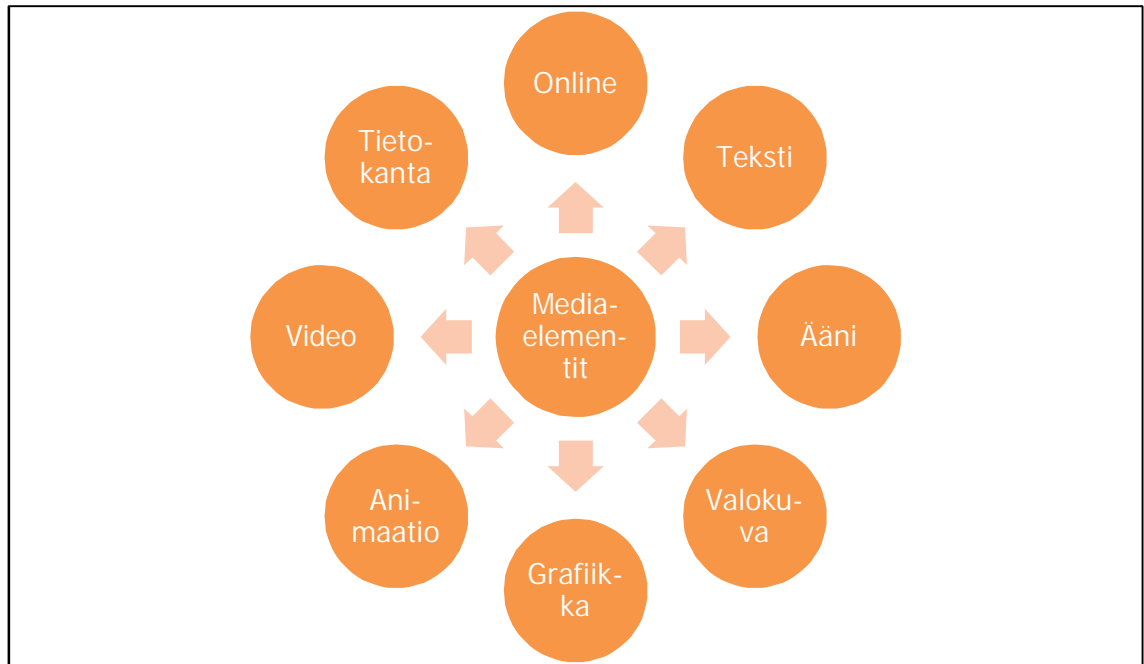 Online
Teksti
Ääni
Valoku-
va
Grafiik-
ka
Ani-
maatio
Video
Tieto-
kanta
Media-
elemen-
tit